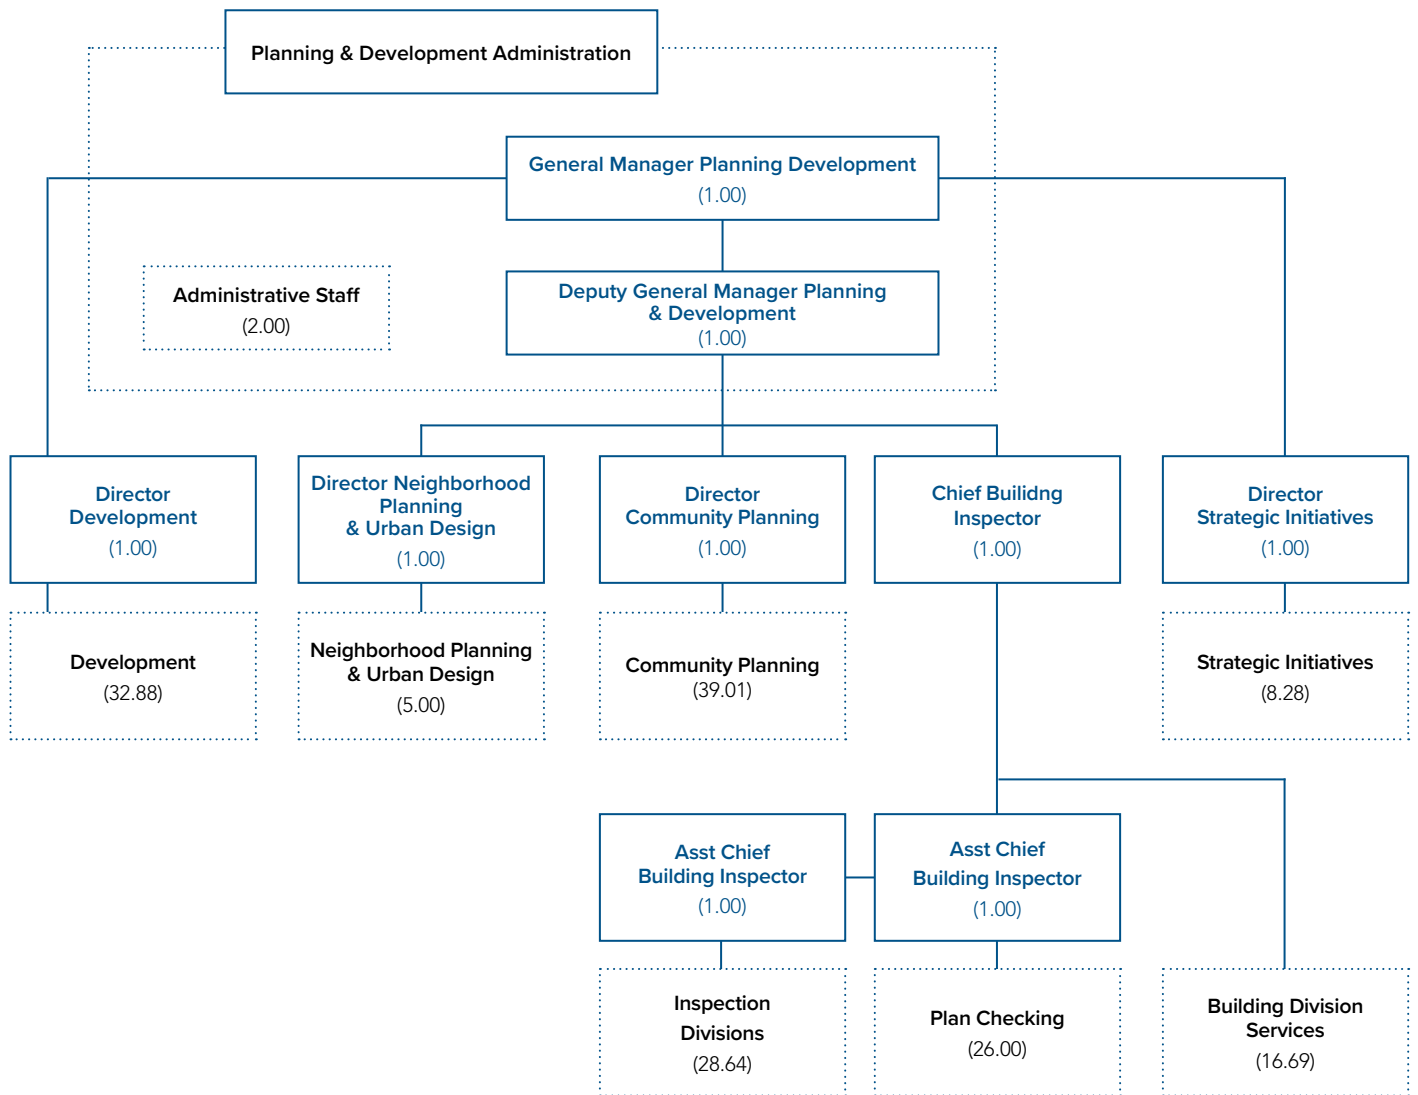 Planning & Development Administration
General Manager Planning Development
(1.00)
Administrative Staff
(2.00)
Deputy General Manager Planning
& Development
(1.00)
Director
Development
(1.00)
Director Neighborhood
Planning
& Urban Design
(1.00)
Director
Community Planning
(1.00)
Chief Builidng
Inspector
(1.00)
Director
Strategic Initiatives
(1.00)
Development
(32.88)
Neighborhood Planning
& Urban Design
(5.00)
Community Planning
(39.01)
Strategic Initiatives
(8.28)
Asst Chief
Building Inspector
(1.00)
Asst Chief
Building Inspector
(1.00)
Inspection
Divisions
(28.64)
Plan Checking
(26.00)
Building Division
Services
(16.69)